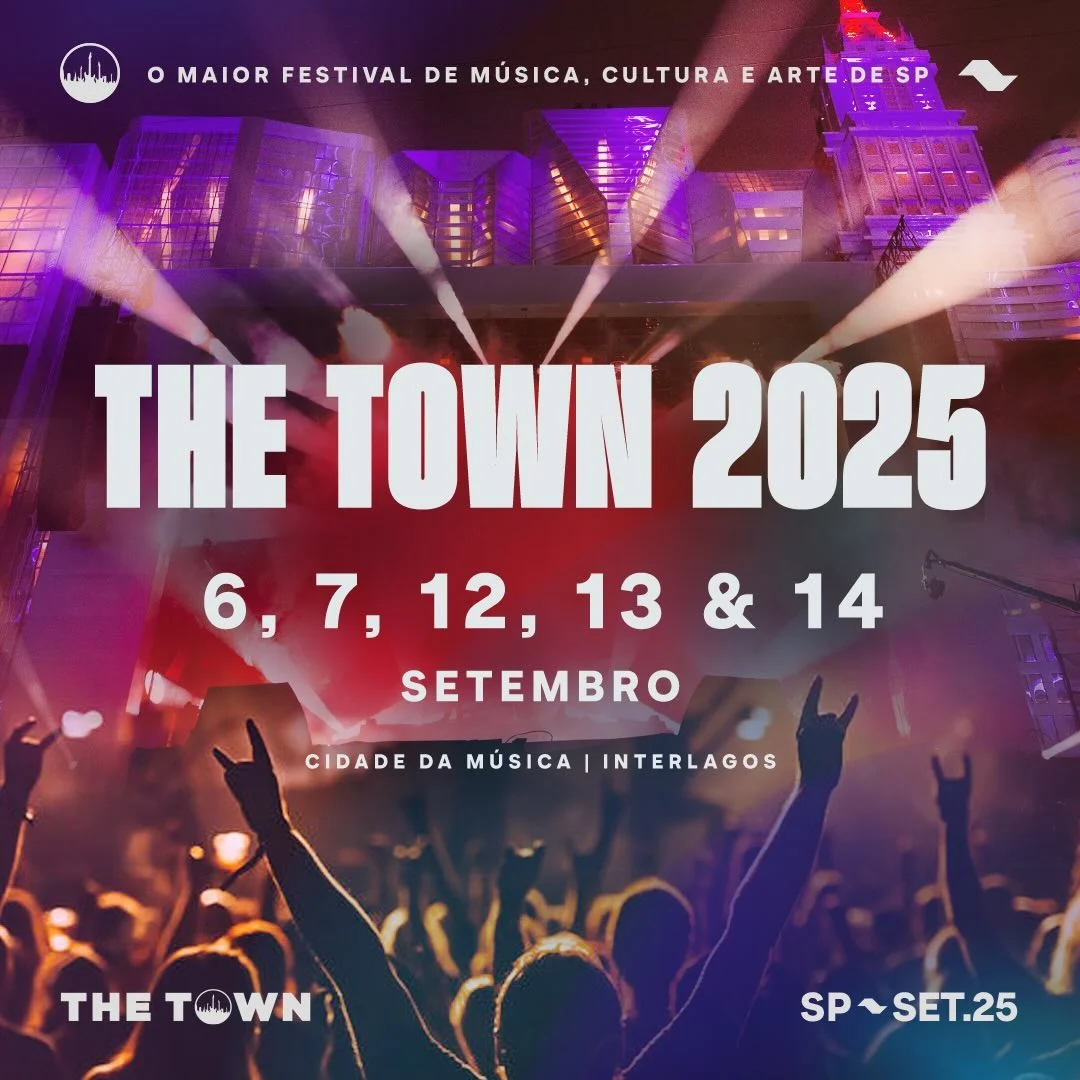 O MAIOR FESTIVAL DE MÚSICA, CULTURA E ARTE DE SP
THE TOWN 2025
6, 7, 12, 13 & 14
SETEMBRO
CIDADE DA MÚSICA | INTERLAGOS
THE TOWN
SP SET.25